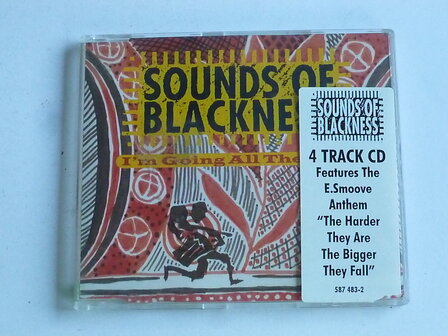 SOUNDS OF
BLACKNE
I'm Going All The
SOUNDS OF
BLACKNESS
4 TRACK CD
Features The
E.Smoove
Anthem
"The Harder
They Are
The Bigger
They Fall"
587 483-2